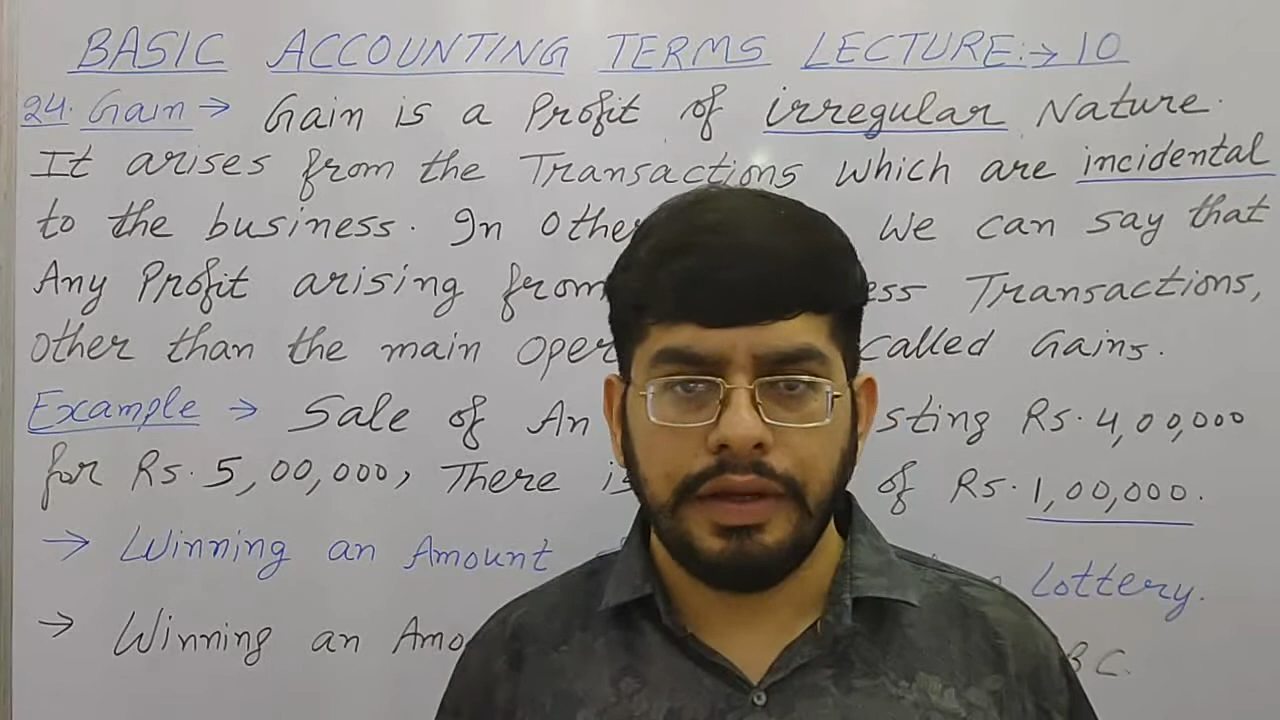 BASIC ACCOUNTING TERMS LECTURE:→ 10
24. Gain → Gain is a Profit of irregular Nature.
It arises from the Transactions which are incidental
to the business. In Othe we can say that
Any Profit arising from ess Transactions,
other than the main oper called Gains.
Example → Sale of An sting Rs. 4,00,000
for Rs. 5,00,000, There is of Rs. 1,00,000.
→ Winning an Amount Lottery.
→ Winning an Amo BC.